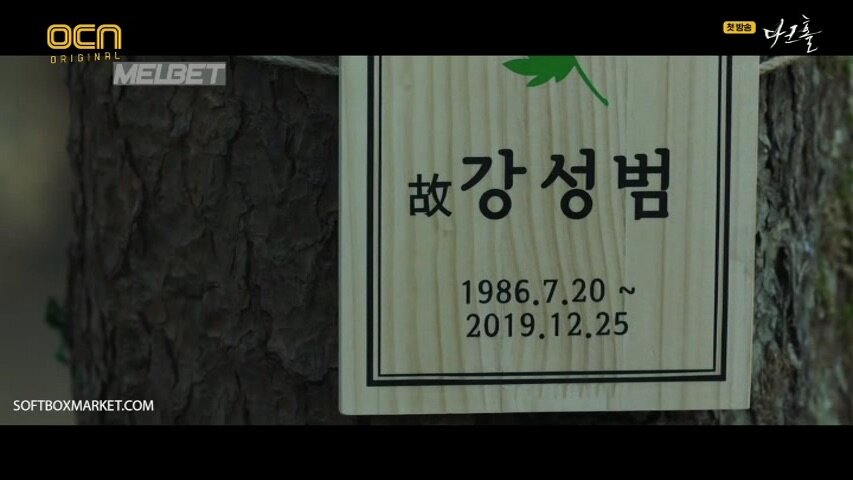 OCN
ORIGINAL
MELBET
첫방송
다크홀
故강성범
1986.7.20 ~
2019.12.25
SOFTBOXMARKET.COM